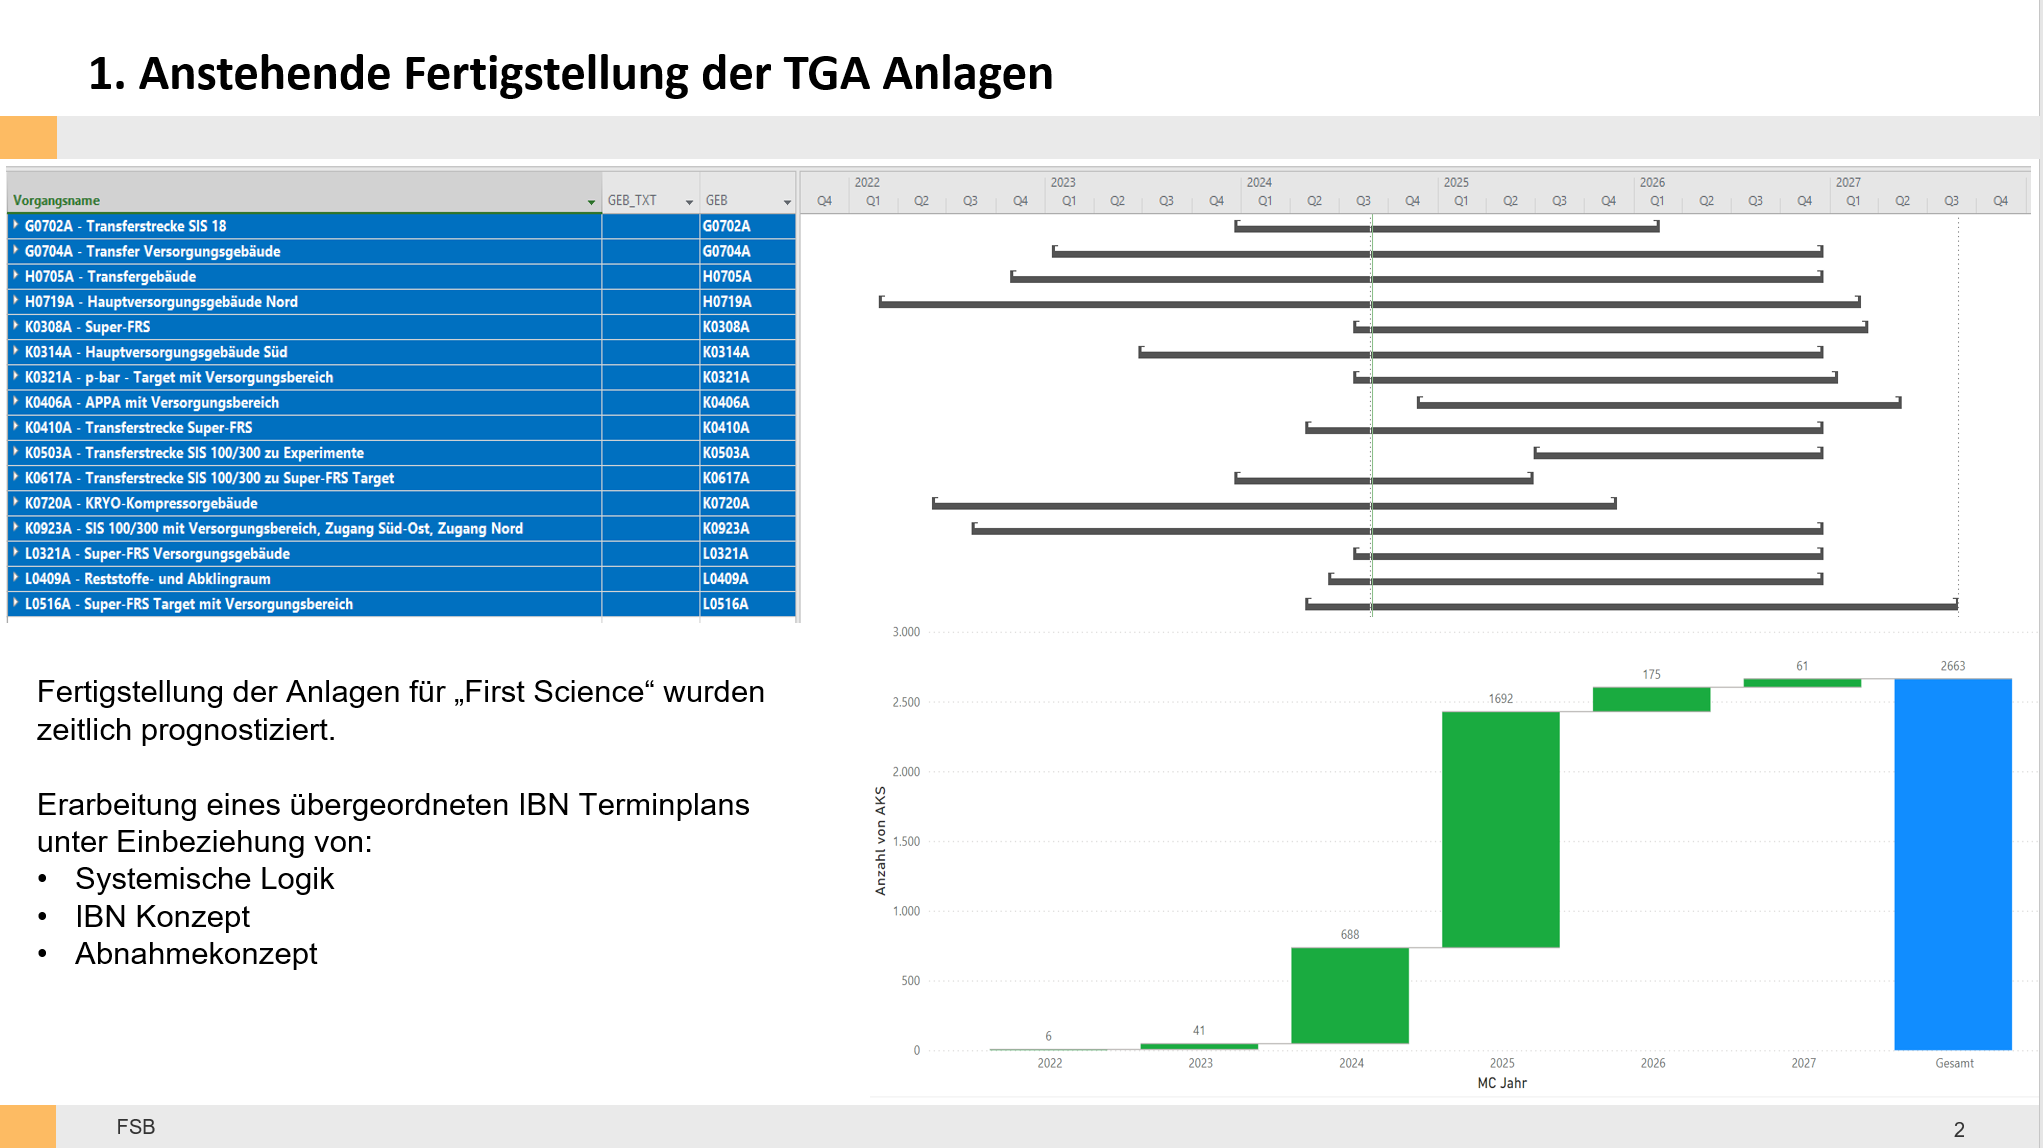 1. Anstehende Fertigstellung der TGA Anlagen
Vorgangsname GEB_TXT GEB
2022 2023 2024 2025 2026 2027
Q4 Q1 Q2 Q3 Q4 Q1 Q2 Q3 Q4 Q1 Q2 Q3 Q4 Q1 Q2 Q3 Q4 Q1 Q2 Q3 Q4 Q1 Q2 Q3 Q4
G0702A - Transferstrecke SIS 18 G0702A
G0704A - Transfer Versorgungsgebäude G0704A
H0705A - Transfergebäude H0705A
H0719A - Hauptversorgungsgebäude Nord H0719A
K0308A - Super-FRS K0308A
K0314A - Hauptversorgungsgebäude Süd K0314A
K0321A - p-bar - Target mit Versorgungsbereich K0321A
K0406A - APPA mit Versorgungsbereich K0406A
K0410A - Transferstrecke Super-FRS K0410A
K0503A - Transferstrecke SIS 100/300 zu Experimente K0503A
K0617A - Transferstrecke SIS 100/300 zu Super-FRS Target K0617A
K0720A - KRYO-Kompressorgebäude K0720A
K0923A - SIS 100/300 mit Versorgungsbereich, Zugang Süd-Ost, Zugang Nord K0923A
L0321A - Super-FRS Versorgungsgebäude L0321A
L0409A - Reststoffe- und Abklingraum L0409A
L0516A - Super-FRS Target mit Versorgungsbereich L0516A
Fertigstellung der Anlagen für „First Science“ wurden
zeitlich prognostiziert.
Erarbeitung eines übergeordneten IBN Terminplans
unter Einbeziehung von:
• Systemische Logik
• IBN Konzept
• Abnahmekonzept
Anzahl von AKS
3.000
2.500
2.000
1.500
1.000
500
0
6
41
688
1692
175
61
2663
2022 2023 2024 2025 2026 2027 Gesamt
MC Jahr
FSB
2